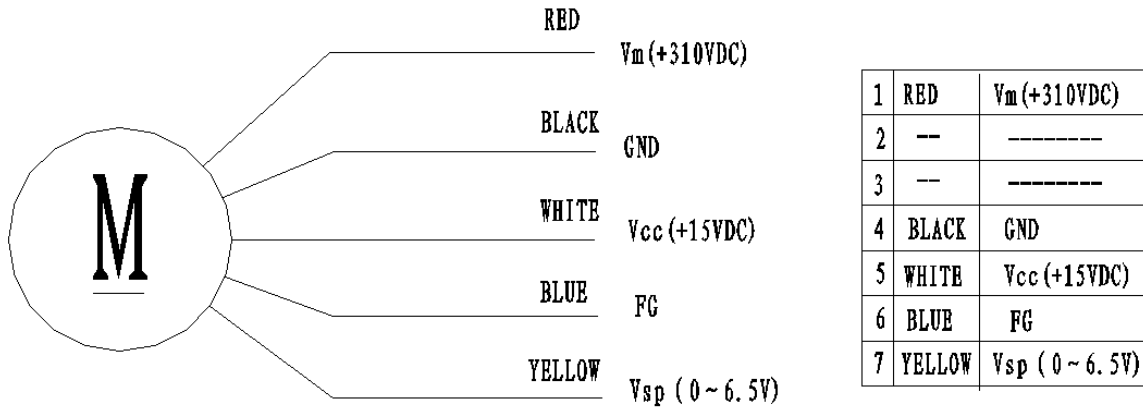 RED
Vm(+310VDC)
BLACK
GND
WHITE
Vcc(+15VDC)
BLUE
FG
YELLOW
Vsp (0~6.5V)
M
1 RED Vm(+310VDC)
2 -- --------
3 -- --------
4 BLACK GND
5 WHITE Vcc(+15VDC)
6 BLUE FG
7 YELLOW Vsp (0~6.5V)